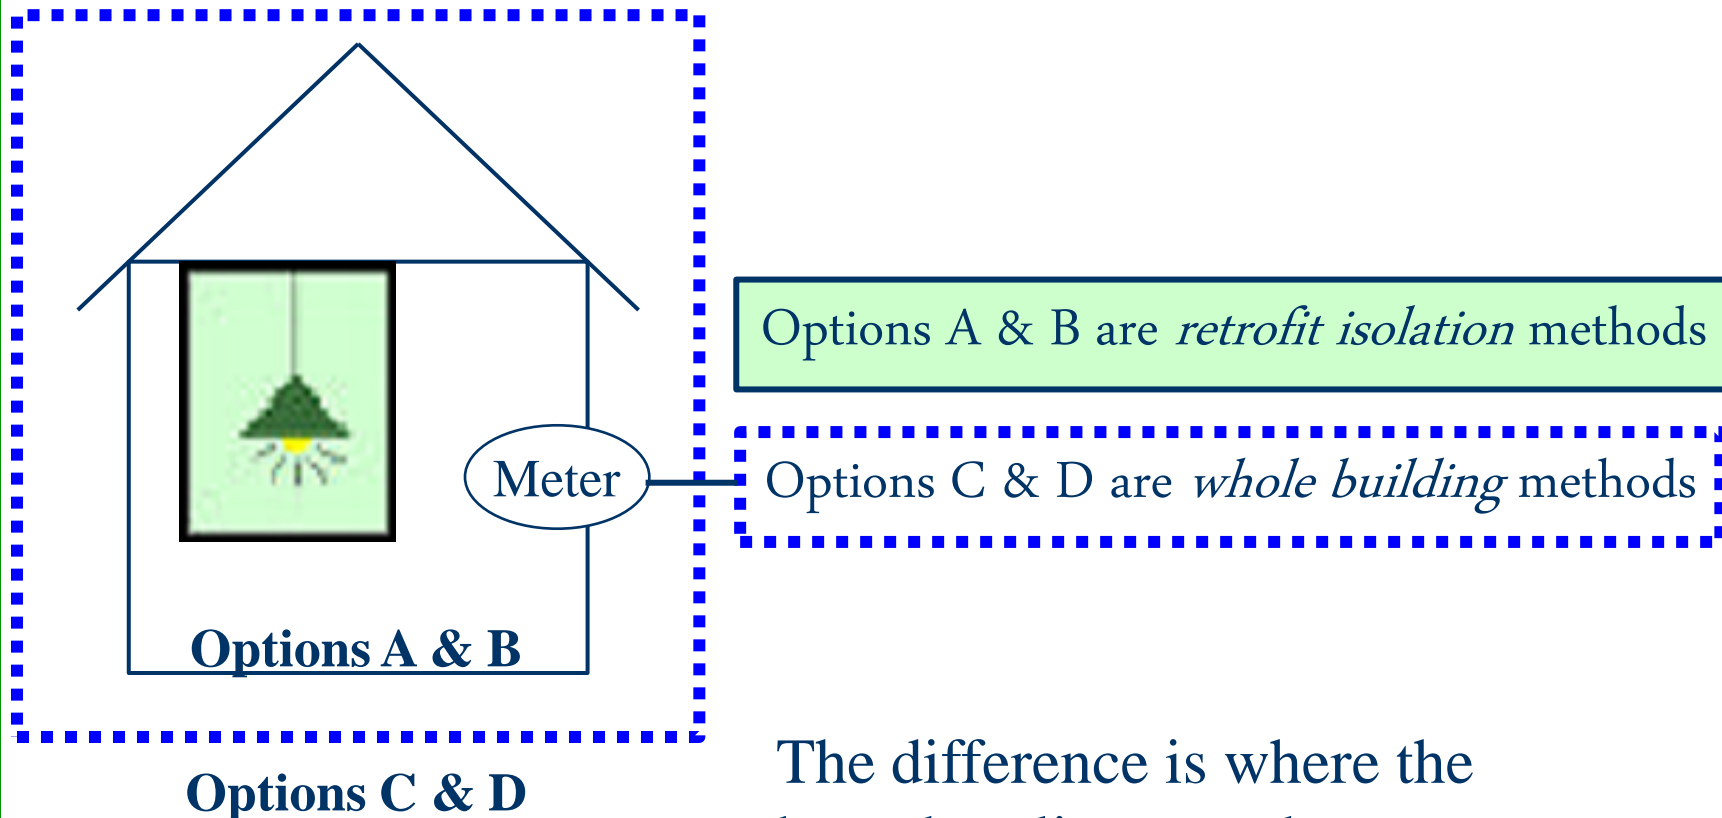 Options A & B are retrofit isolation methods
Meter
Options C & D are whole building methods
Options A & B
The difference is where the
Options C & D